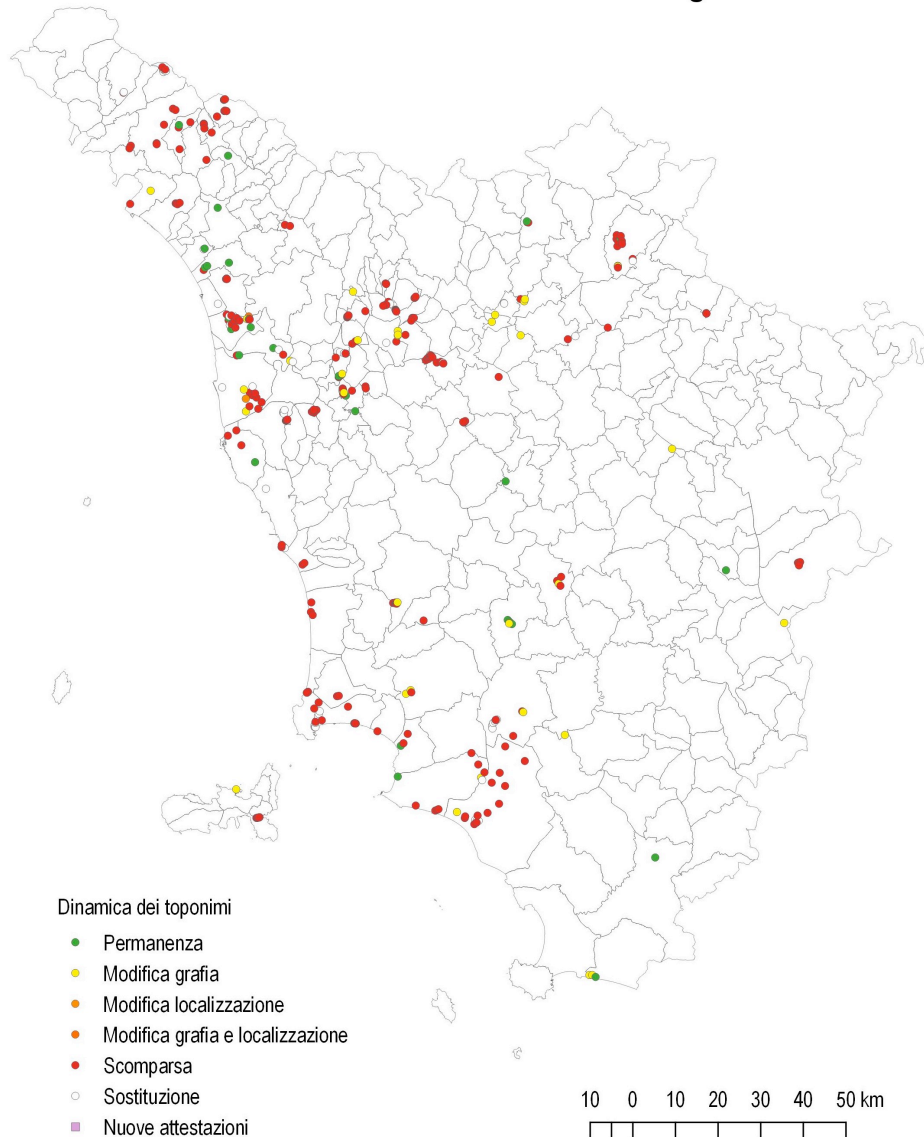 Dinamica dei toponimi
Permanenza
Modifica grafia
Modifica localizzazione
Modifica grafia e localizzazione
Scomparsa
Sostituzione
Nuove attestazioni
10 0 10 20 30 40 50 km